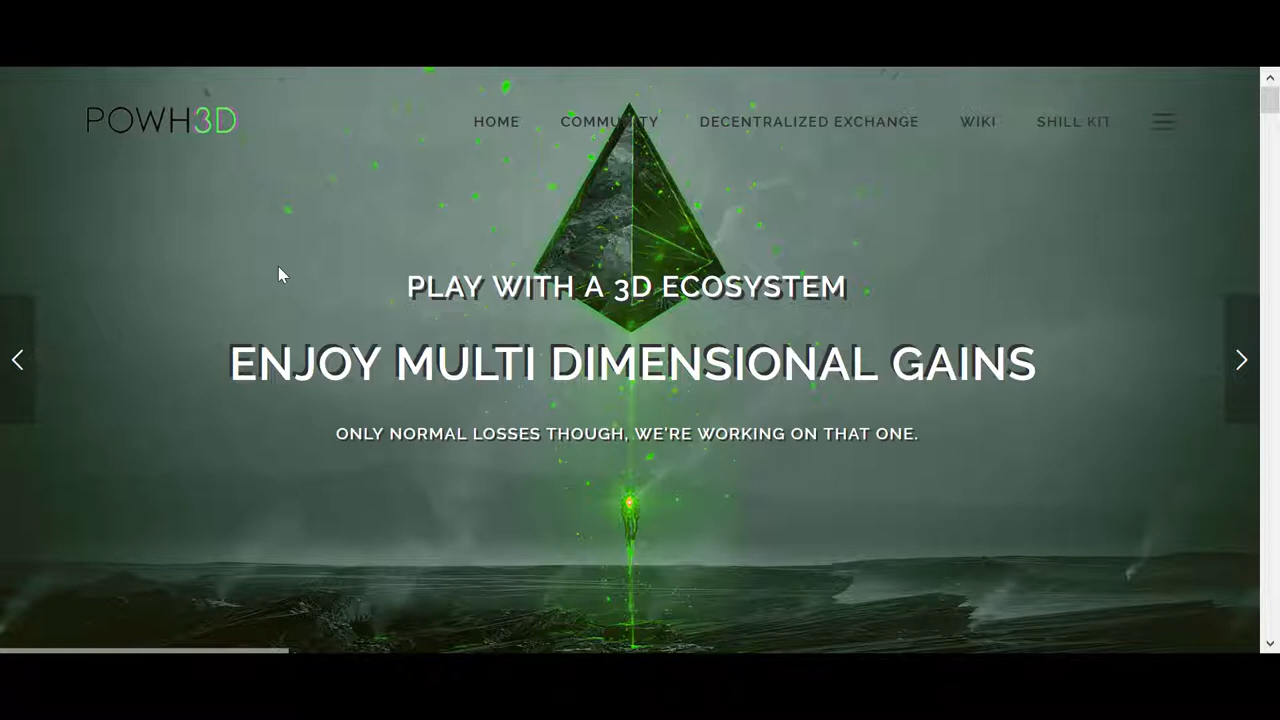 POWH3D
HOME COMMUNITY DECENTRALIZED EXCHANGE WIKI SHILL KIT
PLAY WITH A 3D ECOSYSTEM
ENJOY MULTI DIMENSIONAL GAINS
ONLY NORMAL LOSSES THOUGH, WE'RE WORKING ON THAT ONE.